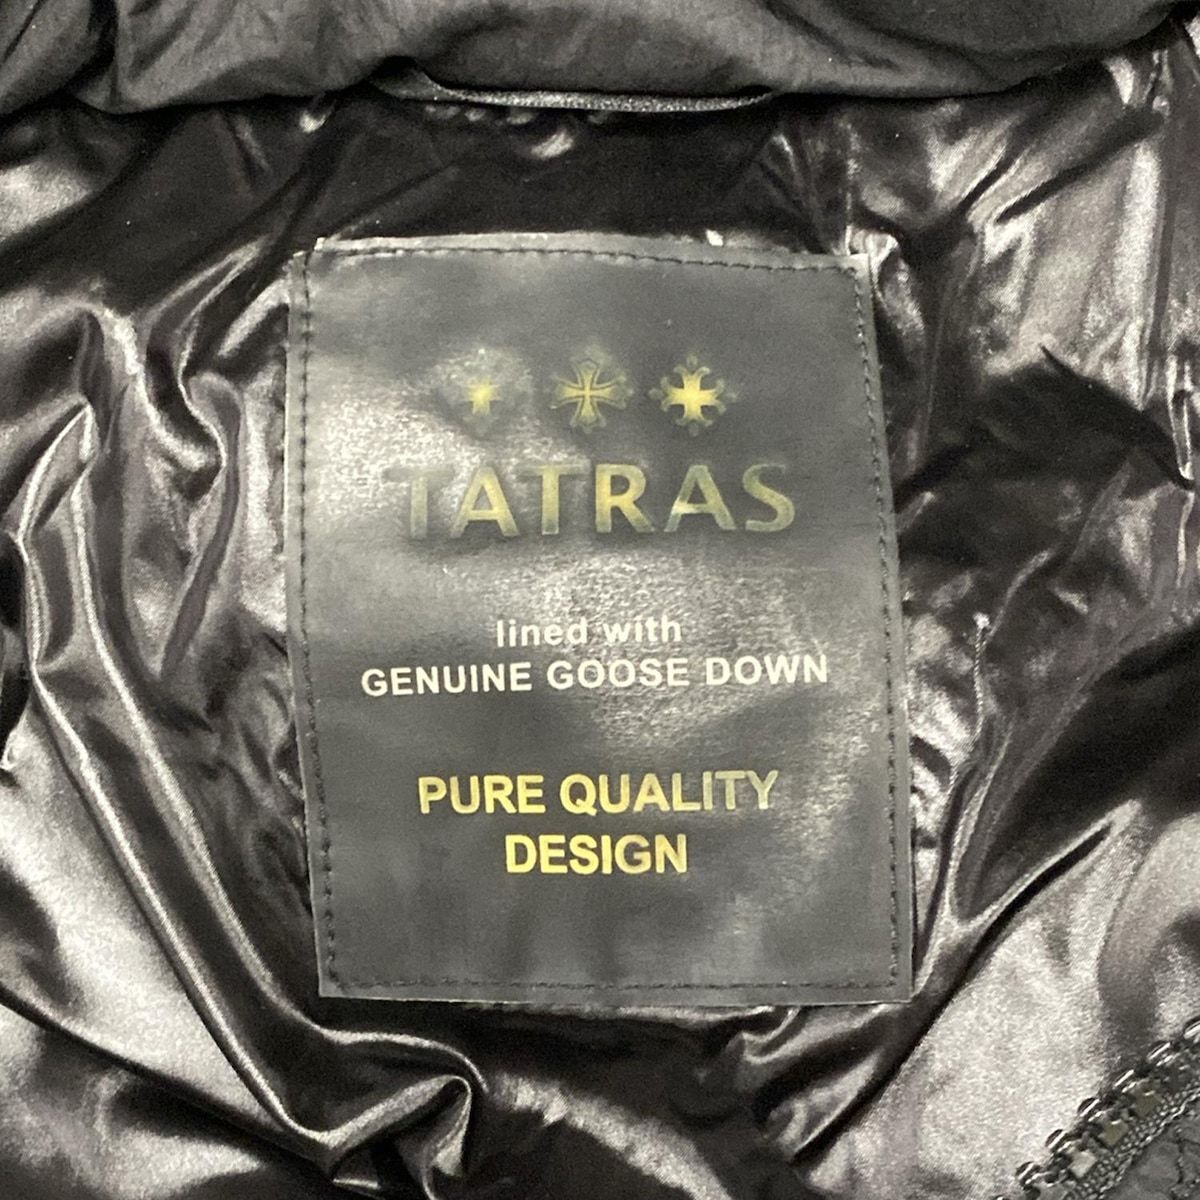 TATRAS
lined with
GENUINE GOOSE DOWN
PURE QUALITY
DESIGN